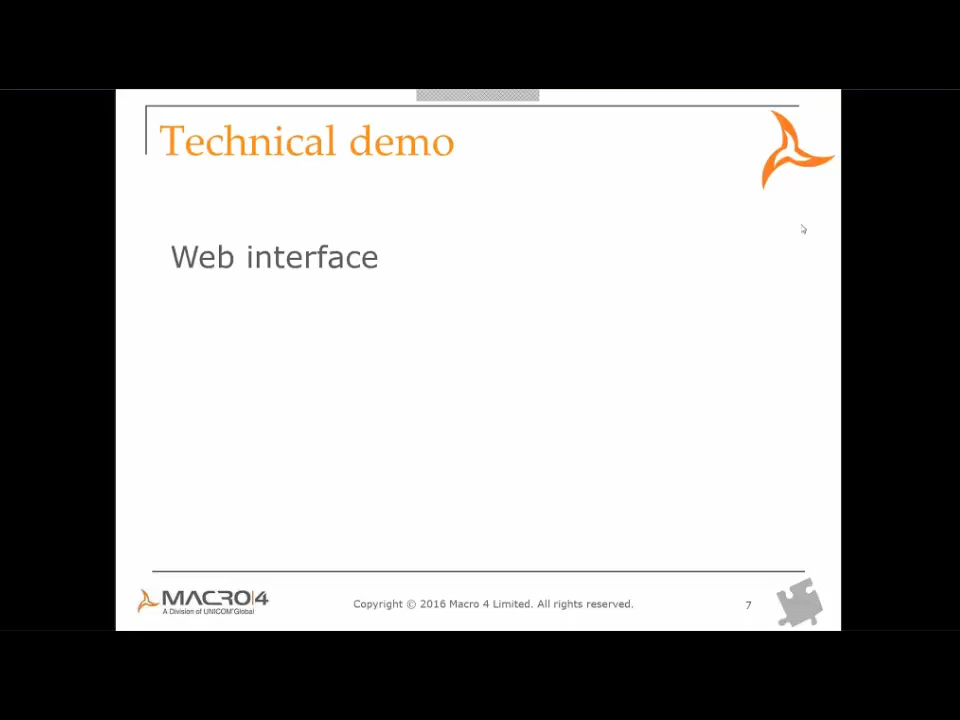 Technical demo
Web interface
MACRO|4
A Division of UNICOM Global
Copyright © 2016 Macro 4 Limited. All rights reserved.
7